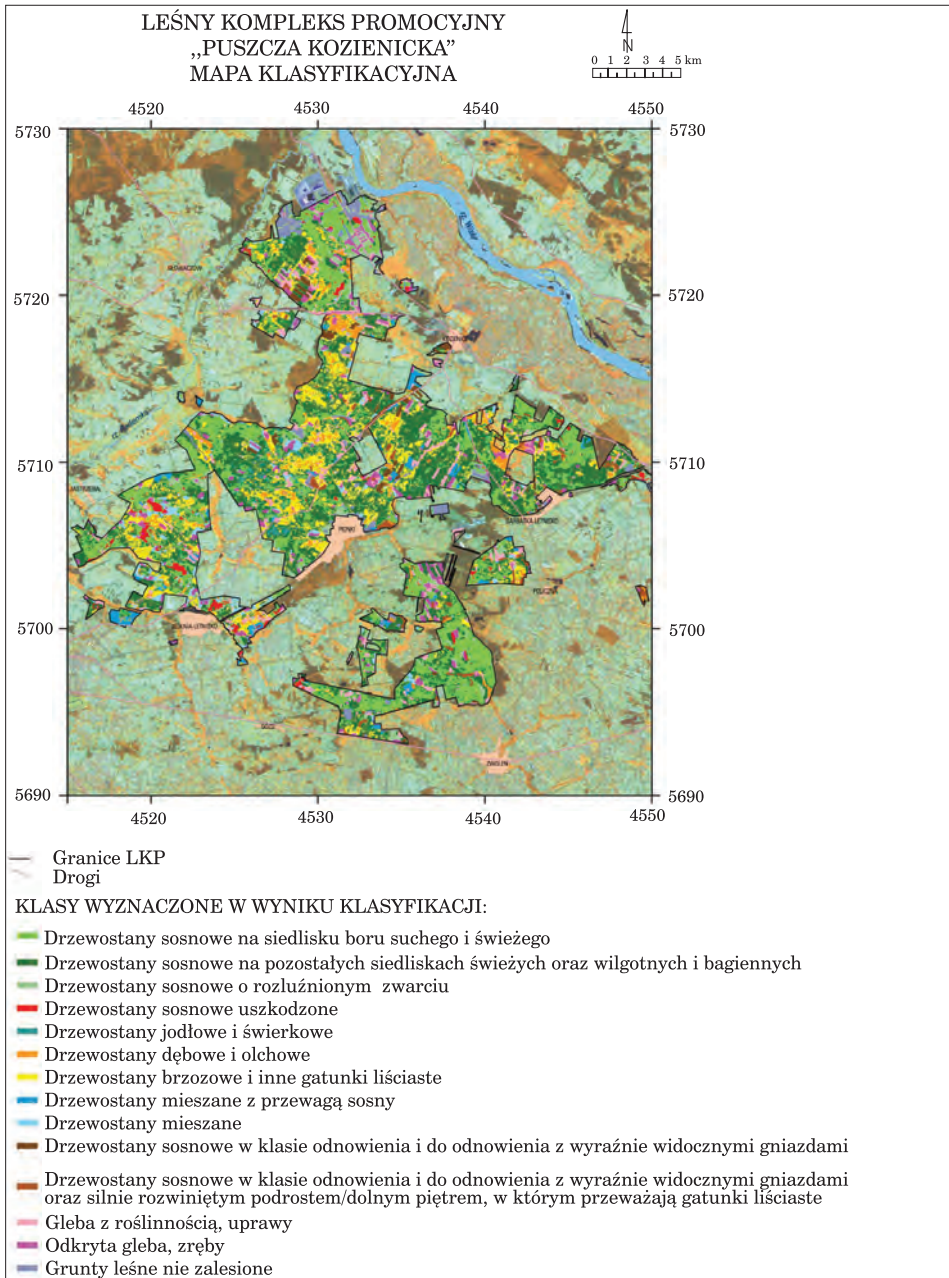 LEŚNY KOMPLEKS PROMOCYJNY
„PUSZCZA KOZIENICKA”
MAPA KLASYFIKACYJNA
N
0 1 2 3 4 5 km
4520 4530 4540 4550
5730 5730
rz. Wisła
5720 5720
5710 5710
PIONKI
GARBATKA-LETNISKO
5700 5700
ZWOLEŃ
5690 5690
4520 4530 4540 4550
Granice LKP
Drogi
KLASY WYZNACZONE W WYNIKU KLASYFIKACJI:
Drzewostany sosnowe na siedlisku boru suchego i świeżego
Drzewostany sosnowe na pozostałych siedliskach świeżych oraz wilgotnych i bagiennych
Drzewostany sosnowe o rozluźnionym zwarciu
Drzewostany sosnowe uszkodzone
Drzewostany jodłowe i świerkowe
Drzewostany dębowe i olchowe
Drzewostany brzozowe i inne gatunki liściaste
Drzewostany mieszane z przewagą sosny
Drzewostany mieszane
Drzewostany sosnowe w klasie odnowienia i do odnowienia z wyraźnie widocznymi gniazdami
Drzewostany sosnowe w klasie odnowienia i do odnowienia z wyraźnie widocznymi gniazdami
oraz silnie rozwiniętym podrostem/dolnym piętrem, w którym przeważają gatunki liściaste
Gleba z roślinnością, uprawy
Odkryta gleba, zręby
Grunty leśne nie zalesione